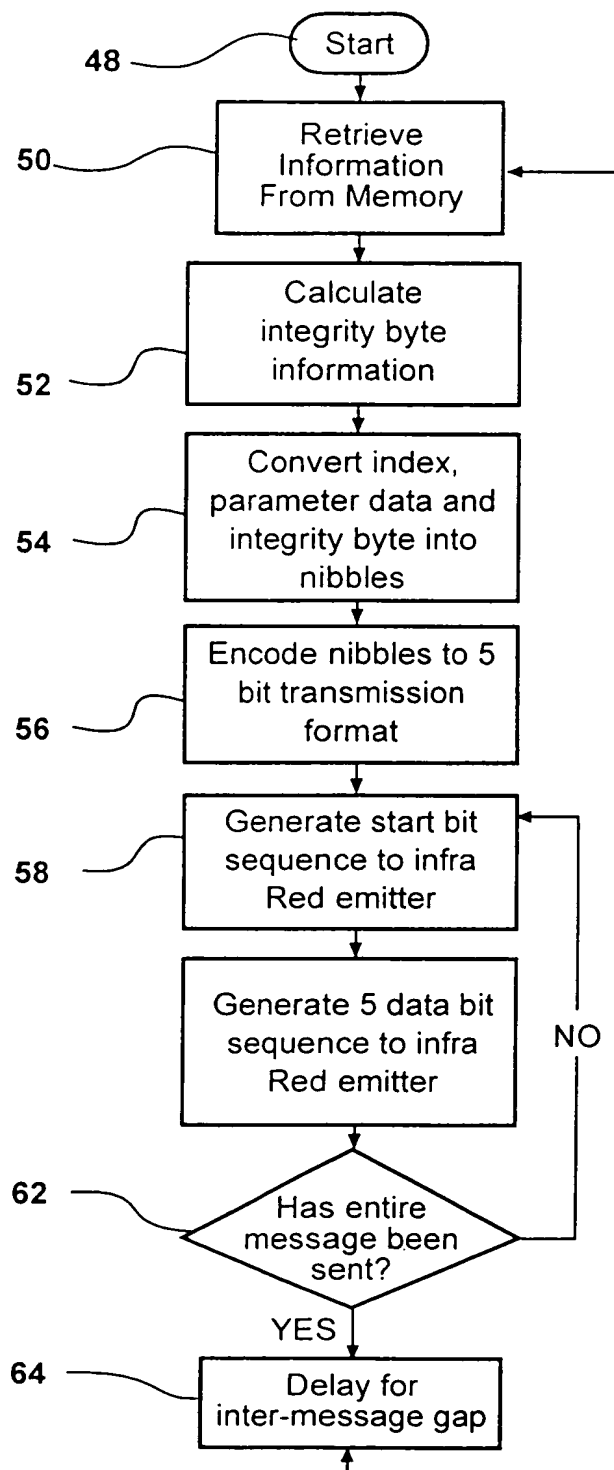 Start
48
50
Retrieve
Information
From Memory
52
Calculate
integrity byte
information
54
Convert index,
parameter data and
integrity byte into
nibbles
56
Encode nibbles to 5
bit transmission
format
58
Generate start bit
sequence to infra
Red emitter
Generate 5 data bit
sequence to infra
Red emitter
NO
62
Has entire
message been
sent?
YES
64
Delay for
inter-message gap